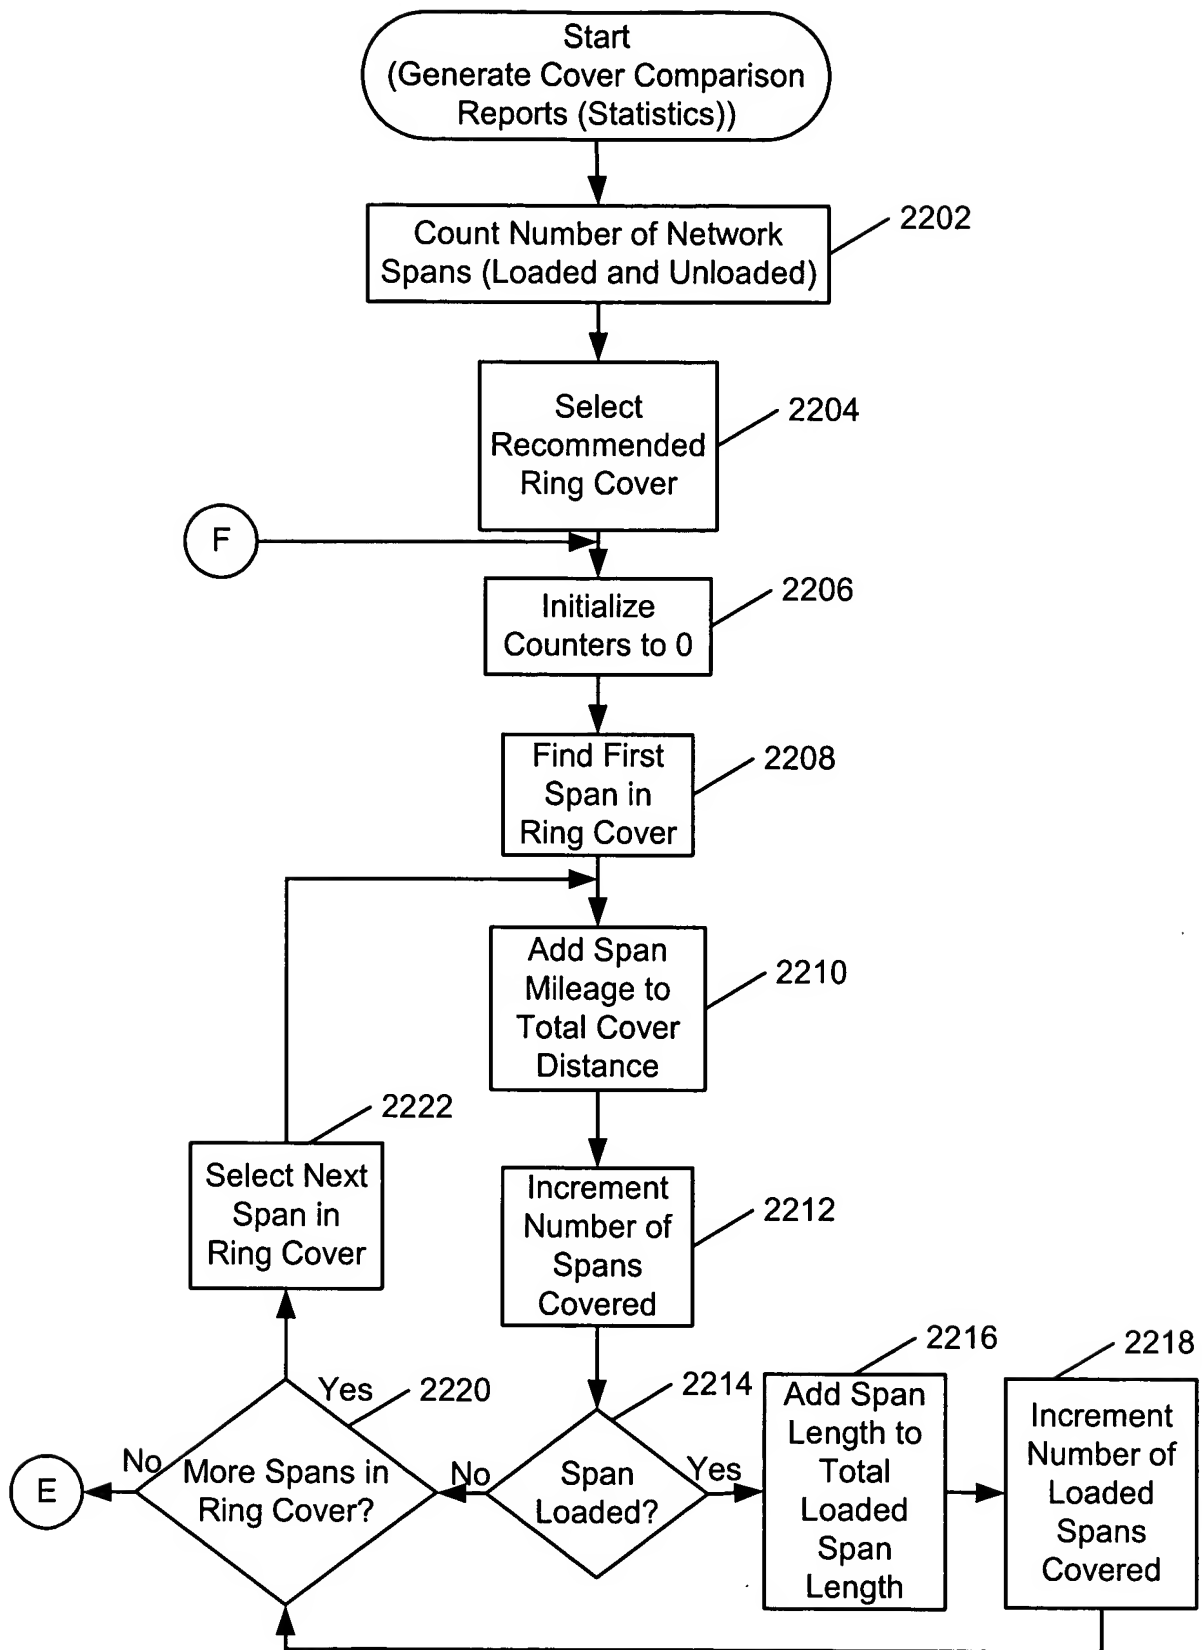 Start
(Generate Cover Comparison
Reports (Statistics))
2202
Count Number of Network
Spans (Loaded and Unloaded)
2204
Select
Recommended
Ring Cover
F
2206
Initialize
Counters to 0
2208
Find First
Span in
Ring Cover
2210
Add Span
Mileage to
Total Cover
Distance
2222
Select Next
Span in
Ring Cover
2212
Increment
Number of
Spans
Covered
2214
Span
Loaded?
No
Yes
2216
Add Span
Length to
Total
Loaded
Span
Length
2218
Increment
Number of
Loaded
Spans
Covered
2220
More Spans in
Ring Cover?
Yes
No
E